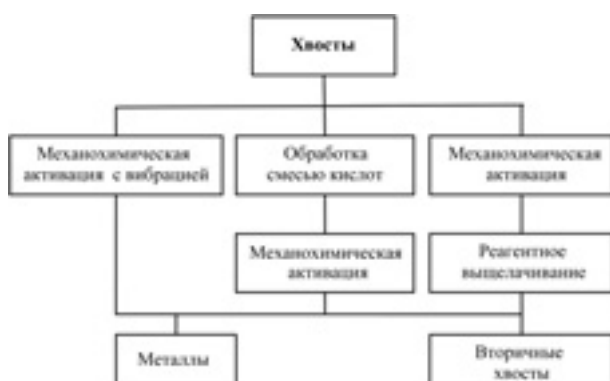 Хвосты
Механохимическая
активация с вибрацией
Обработка
смесью кислот
Механохимическая
активация
Механохимическая
активация
Реагентное
выщелачивание
Металлы
Вторичные
хвосты